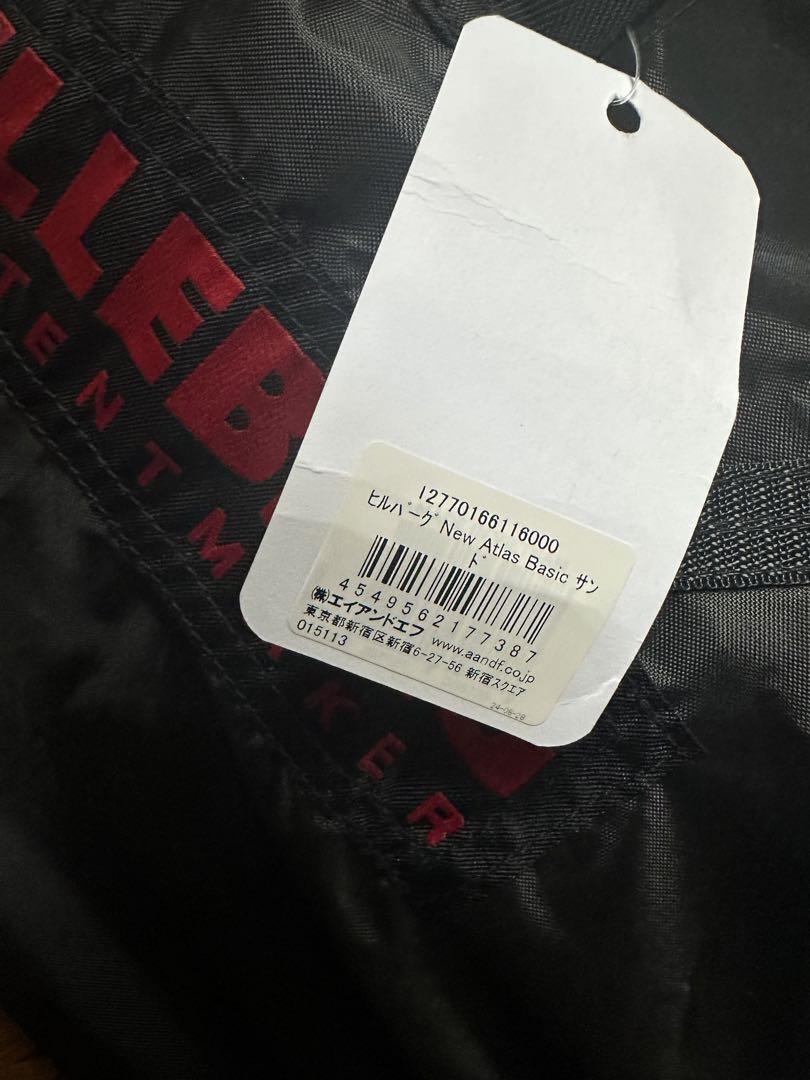 LLEB
TENTM
KER
12770166116000
ヒルバーグ New Atlas Basic サン
ド
4549562177387
㈱エイアンドエフ www.aandf.co.jp
東京都新宿区新宿6-27-56 新宿スクエア
015113
24-06-28